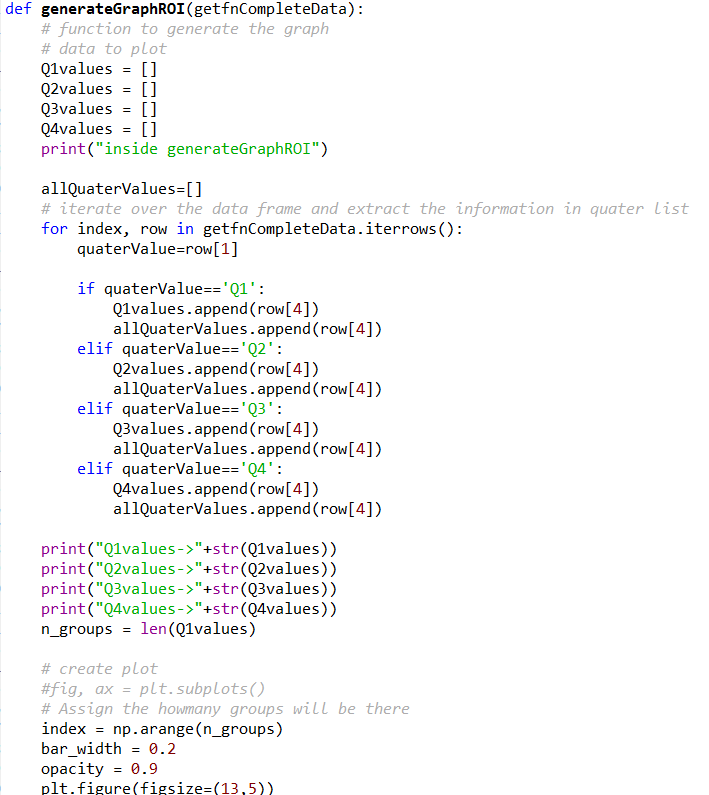 def generateGraphROI(getfnCompleteData):
    # function to generate the graph
    # data to plot
    Q1values = []
    Q2values = []
    Q3values = []
    Q4values = []
    print("inside generateGraphROI")
    allQuaterValues=[]
    # iterate over the data frame and extract the information in quater list
    for index, row in getfnCompleteData.iterrows():
        quaterValue=row[1]
        if quaterValue=='Q1':
            Q1values.append(row[4])
            allQuaterValues.append(row[4])
        elif quaterValue=='Q2':
            Q2values.append(row[4])
            allQuaterValues.append(row[4])
        elif quaterValue=='Q3':
            Q3values.append(row[4])
            allQuaterValues.append(row[4])
        elif quaterValue=='Q4':
            Q4values.append(row[4])
            allQuaterValues.append(row[4])
    print("Q1values->"+str(Q1values))
    print("Q2values->"+str(Q2values))
    print("Q3values->"+str(Q3values))
    print("Q4values->"+str(Q4values))
    n_groups = len(Q1values)
    # create plot
    #fig, ax = plt.subplots()
    # Assign the howmany groups will be there
    index = np.arange(n_groups)
    bar_width = 0.2
    opacity = 0.9
    plt.figure(figsize=(13,5))